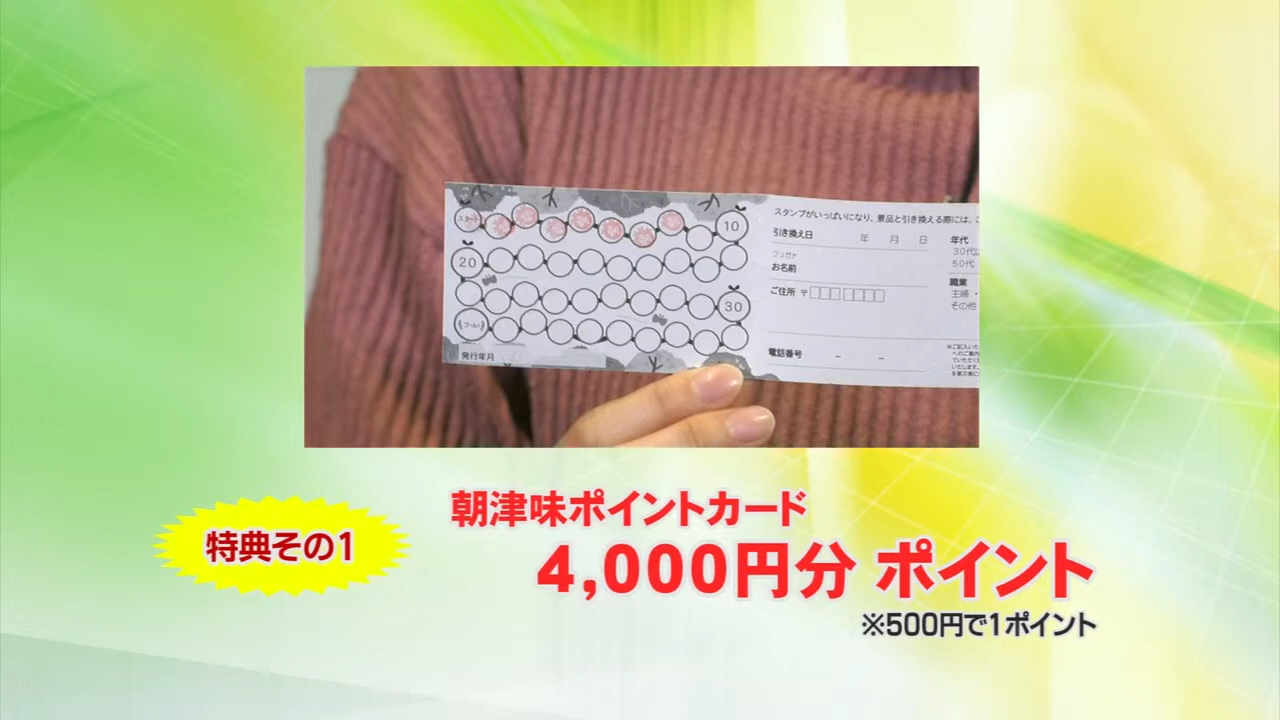 スタート
10
20
30
ゴール!
発行年月
スタンプがいっぱいになり、景品と引き換える際には、こ
引き換え日 年 月 日
フリガナ
お名前
ご住所 〒
電話番号 - -
年代
30代
50代
職業
主婦・
その他
特典その1
朝津味ポイントカード
4,000円分 ポイント
※500円で1ポイント